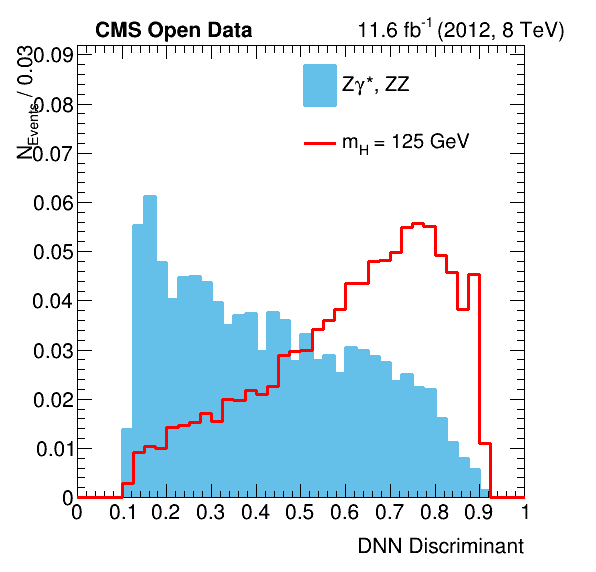 CMS Open Data
11.6 fb⁻¹ (2012, 8 TeV)
N_Events / 0.03
0.09
0.08
0.07
0.06
0.05
0.04
0.03
0.02
0.01
0
Zγ*, ZZ
m_H = 125 GeV
0 0.1 0.2 0.3 0.4 0.5 0.6 0.7 0.8 0.9 1
DNN Discriminant